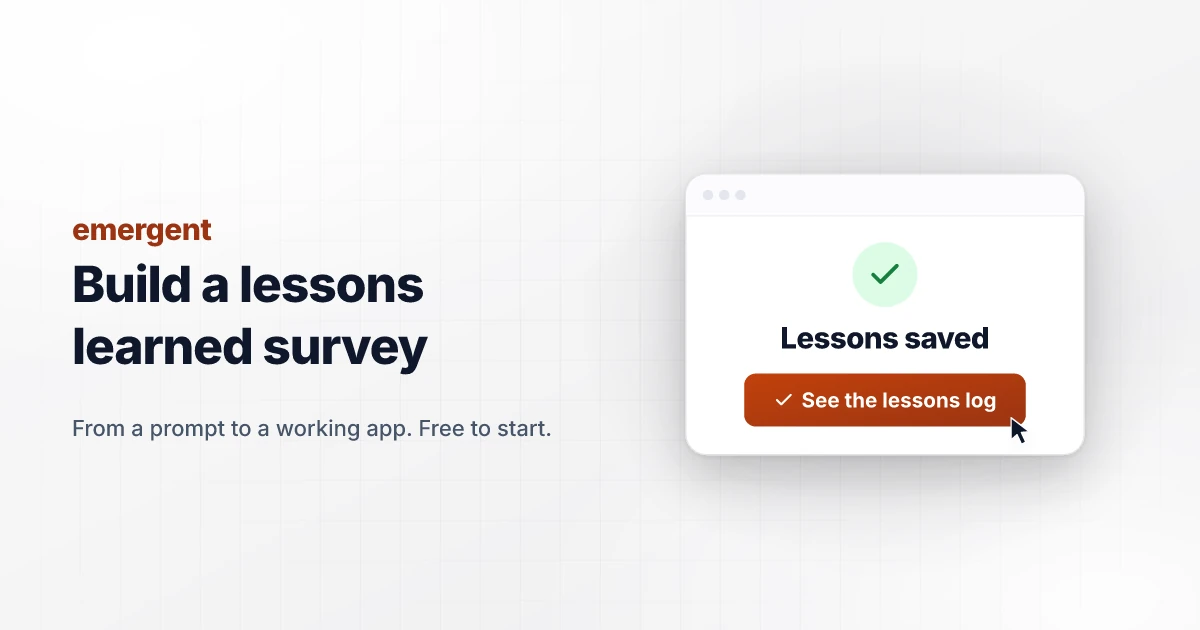 emergent
Build a lessons
learned survey
From a prompt to a working app. Free to start.
Lessons saved
See the lessons log